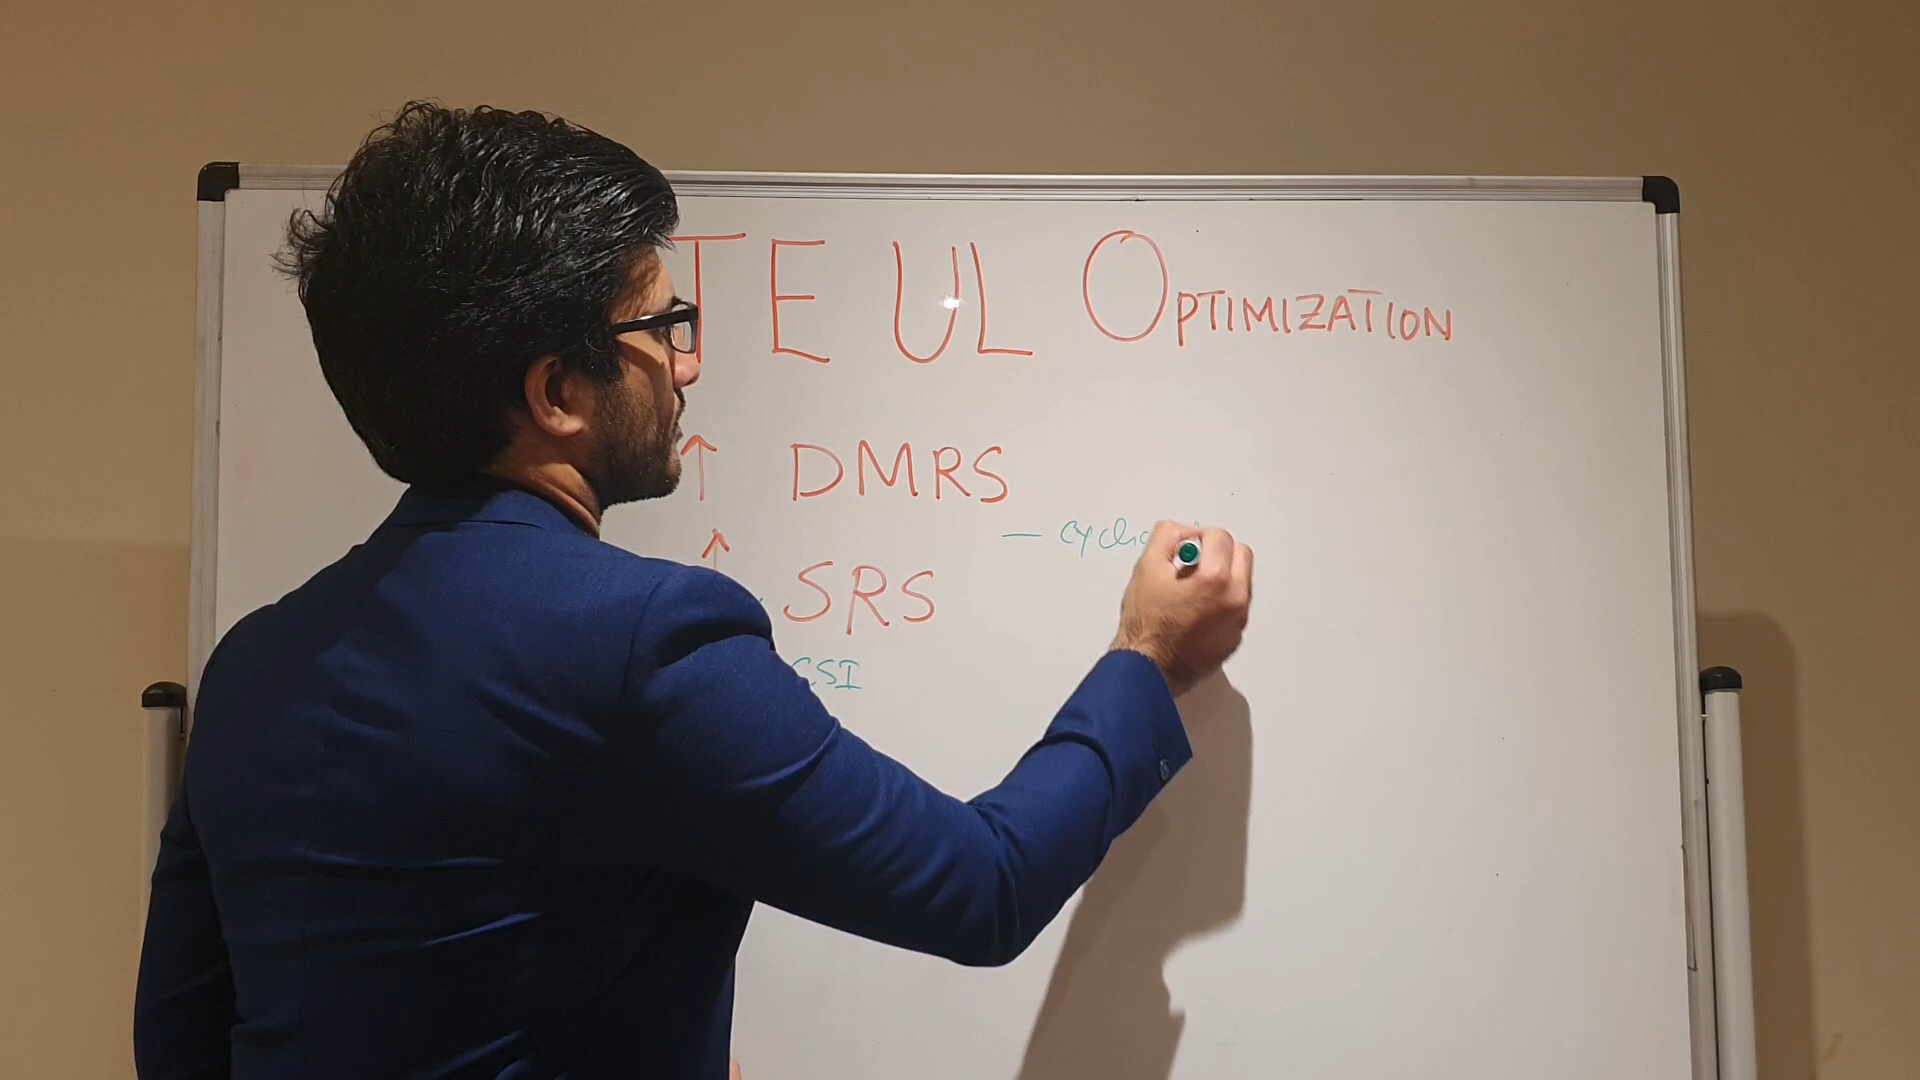 TE UL OPTIMIZATION
↑ DMRS
↑ SRS
CSI